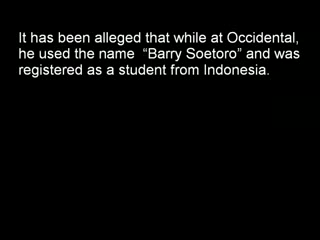 It has been alleged that while at Occidental,
he used the name  “Barry Soetoro” and was
registered as a student from Indonesia.